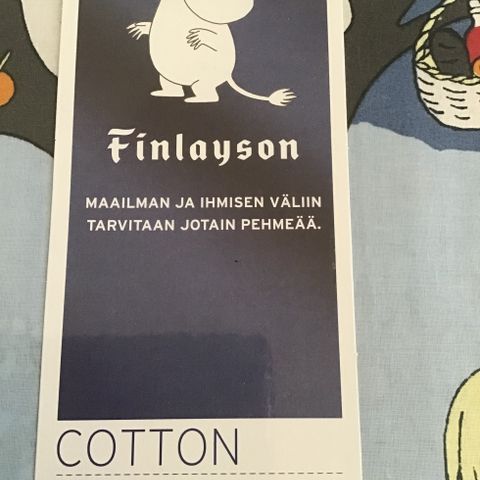 Finlayson
MAAILMAN JA IHMISEN VÄLIIN
TARVITAAN JOTAIN PEHMEÄÄ.
COTTON